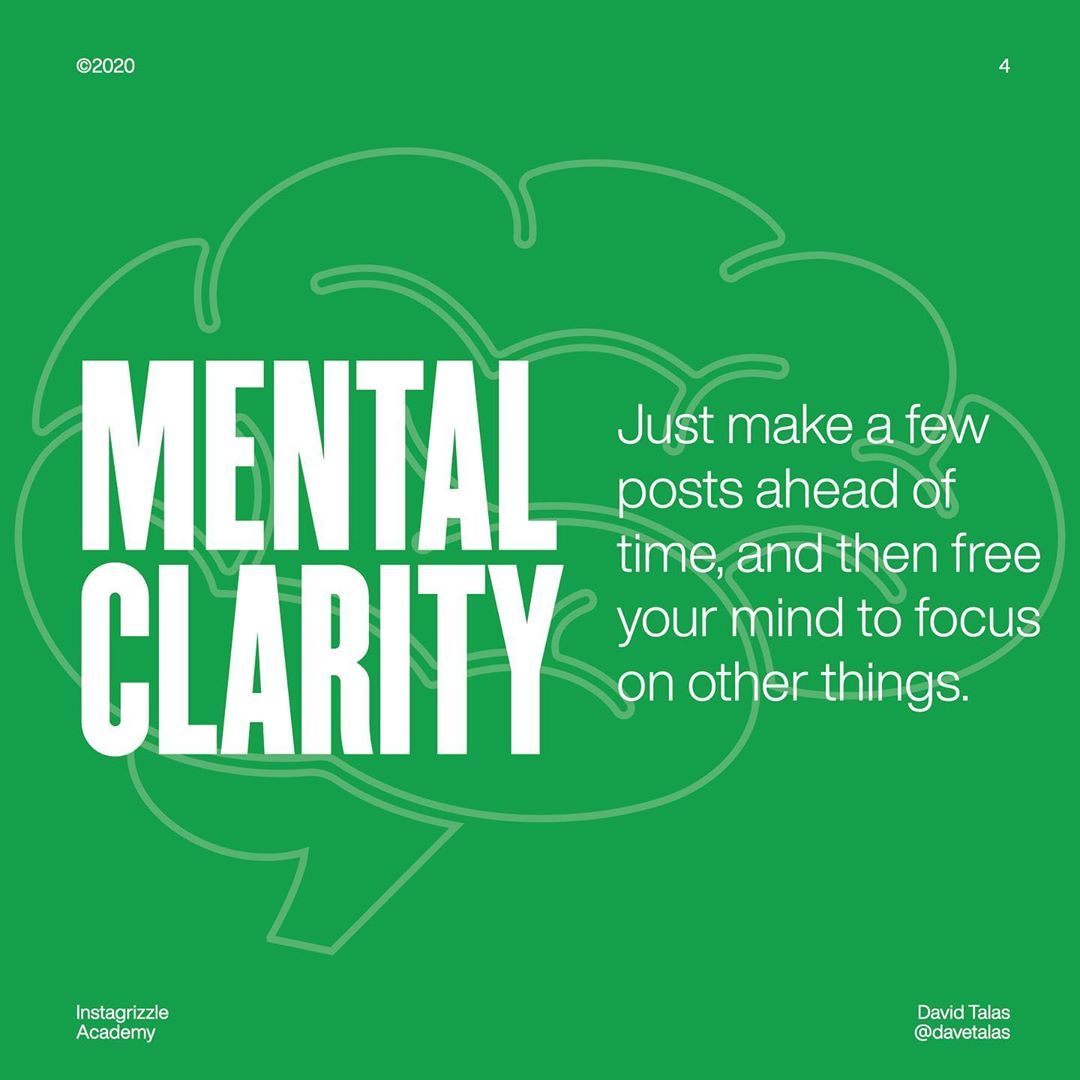 ©2020
4
MENTAL
CLARITY
Just make a few
posts ahead of
time, and then free
your mind to focus
on other things.
Instagrizzle
Academy
David Talas
@davetalas